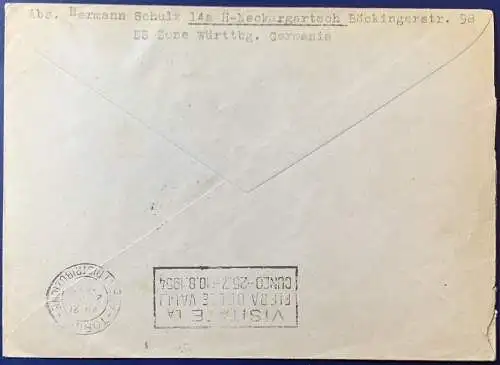 Abs. Hermann Schulz 14a H-Neckargartach Böckingerstr. 58
US Zone Württbg. Germania
VISITATE LA
FIERA DELLE VALLI
CUNEO - 25.7-10.8.1954